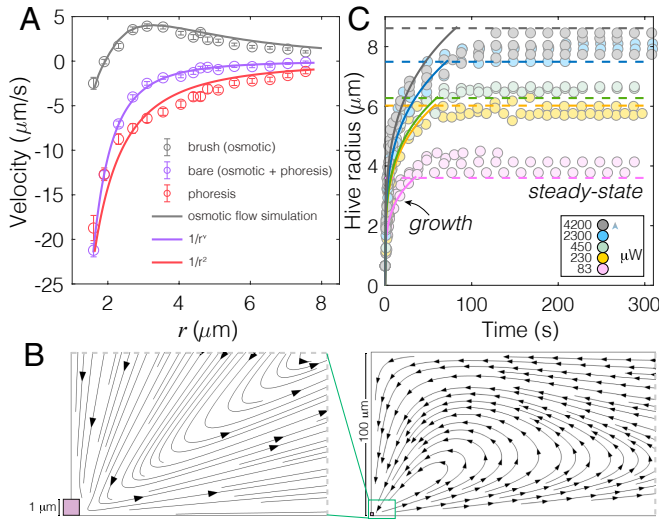 A
Velocity (μm/s)
5
0
-5
-10
-15
-20
-25
brush (osmotic)
bare (osmotic + phoresis)
phoresis
osmotic flow simulation
1/rᵛ
1/r²
2
4
6
8
r (μm)
C
Hive radius (μm)
8
6
4
2
0
growth
steady-state
4200
2300
450
230
83
μW
0
100
200
300
Time (s)
B
1 μm
100 μm